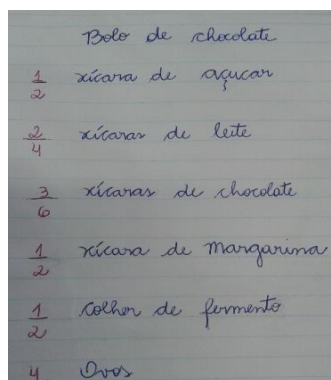 Bolo de chocolate
1/2 xícara de açucar
2/4 xícaras de leite
3/6 xícaras de chocolate
1/2 xícara de margarina
1/2 colher de fermento
4 Ovos